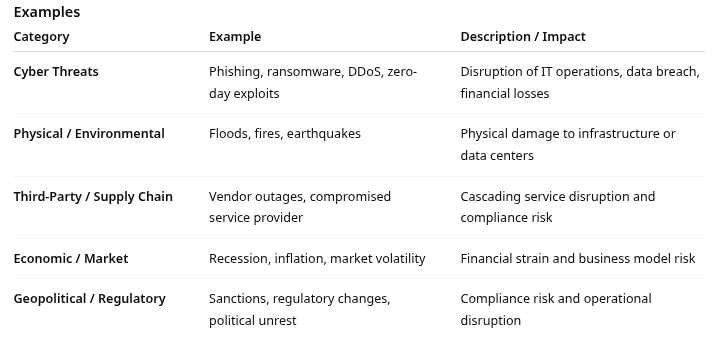 Examples
Category Example Description / Impact
Cyber Threats Phishing, ransomware, DDoS, zero- Disruption of IT operations, data breach,
day exploits financial losses
Physical / Environmental Floods, fires, earthquakes Physical damage to infrastructure or
data centers
Third-Party / Supply Chain Vendor outages, compromised Cascading service disruption and
service provider compliance risk
Economic / Market Recession, inflation, market volatility Financial strain and business model risk
Geopolitical / Regulatory Sanctions, regulatory changes, Compliance risk and operational
political unrest disruption